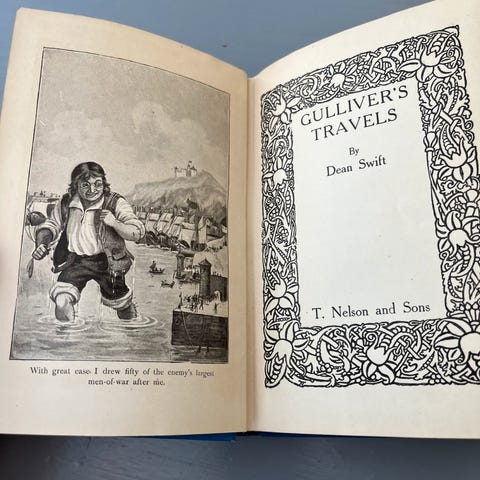 With great ease I drew fifty of the enemy's largest
men-of-war after me.
GULLIVER'S
TRAVELS
By
Dean Swift
T. Nelson and Sons